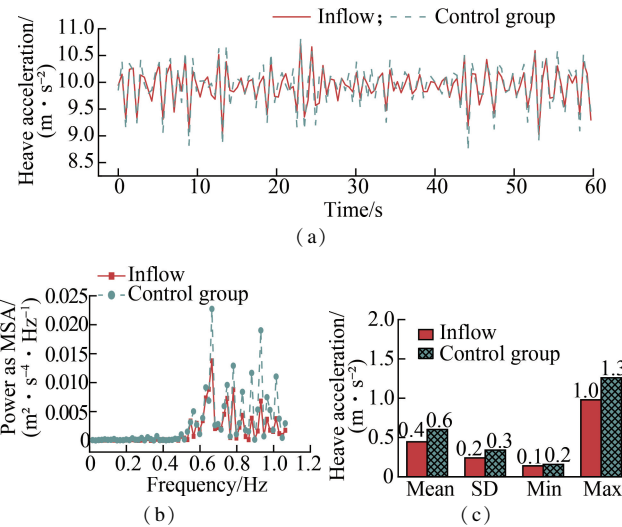 Inflow; Control group
Heave acceleration/
(m · s⁻²)
11.0
10.5
10.0
9.5
9.0
8.5
0 10 20 30 40 50 60
Time/s
(a)
Inflow
Control group
Power as MSA/
(m² · s⁻⁴ · Hz⁻¹)
0.025
0.020
0.015
0.010
0.005
0
0 0.2 0.4 0.6 0.8 1.0 1.2
Frequency/Hz
(b)
Heave acceleration/
(m · s⁻²)
2.0
1.5
1.0
0.5
0
Inflow
Control group
0.4 0.6 0.2 0.3 0.1 0.2 1.0 1.3
Mean SD Min Max
(c)